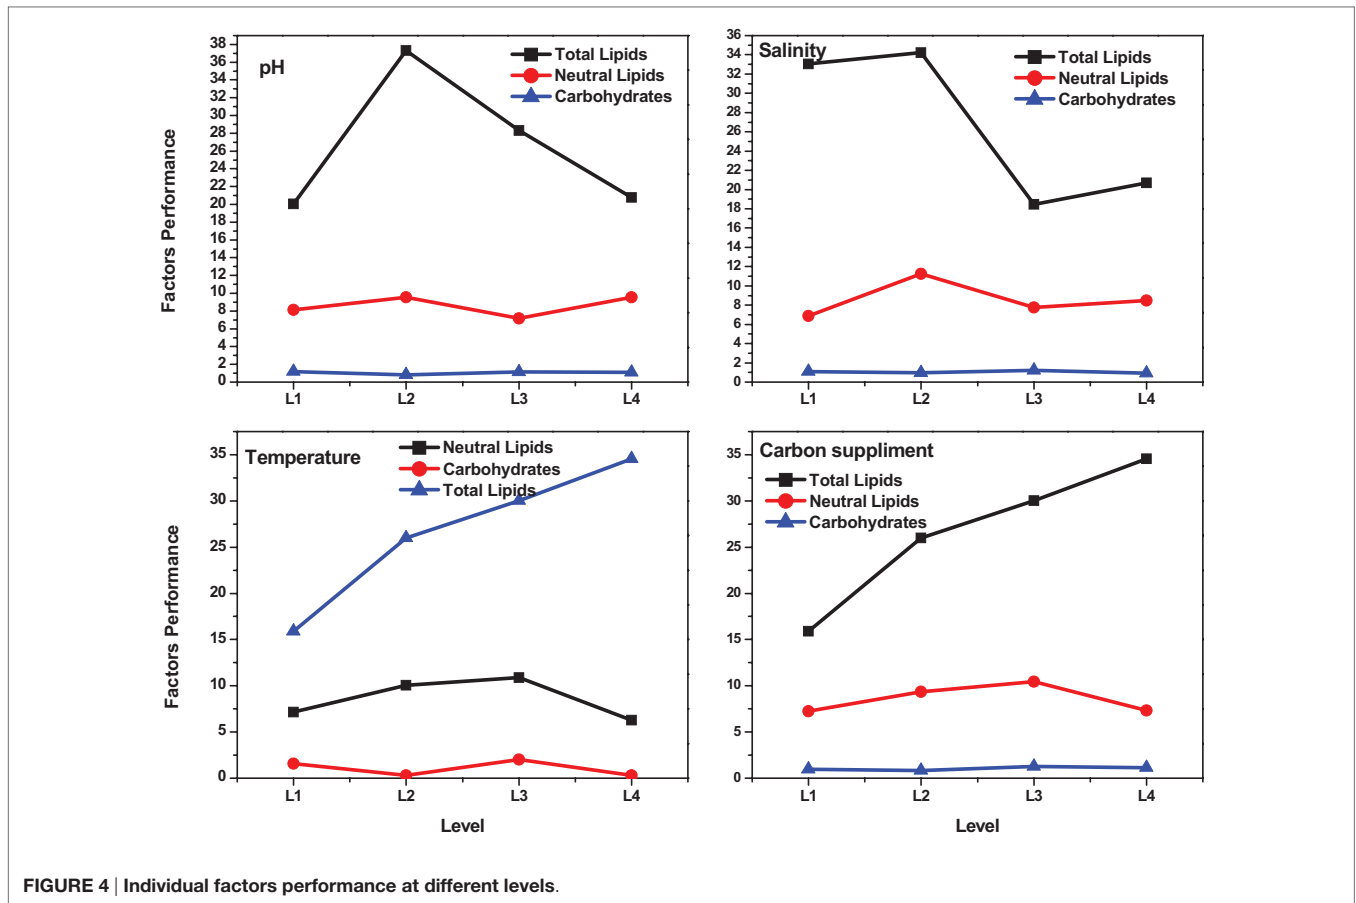 pH
Total Lipids
Neutral Lipids
Carbohydrates
38
36
34
32
30
28
26
24
22
20
18
16
14
12
10
8
6
4
2
0
Factors Performance
L1 L2 L3 L4
Salinity
Total Lipids
Neutral Lipids
Carbohydrates
36
34
32
30
28
26
24
22
20
18
16
14
12
10
8
6
4
2
0
L1 L2 L3 L4
Temperature
Neutral Lipids
Carbohydrates
Total Lipids
35
30
25
20
15
10
5
0
Factors Performance
L1 L2 L3 L4
Level
Carbon suppliment
Total Lipids
Neutral Lipids
Carbohydrates
35
30
25
20
15
10
5
0
L1 L2 L3 L4
Level
FIGURE 4 | Individual factors performance at different levels.